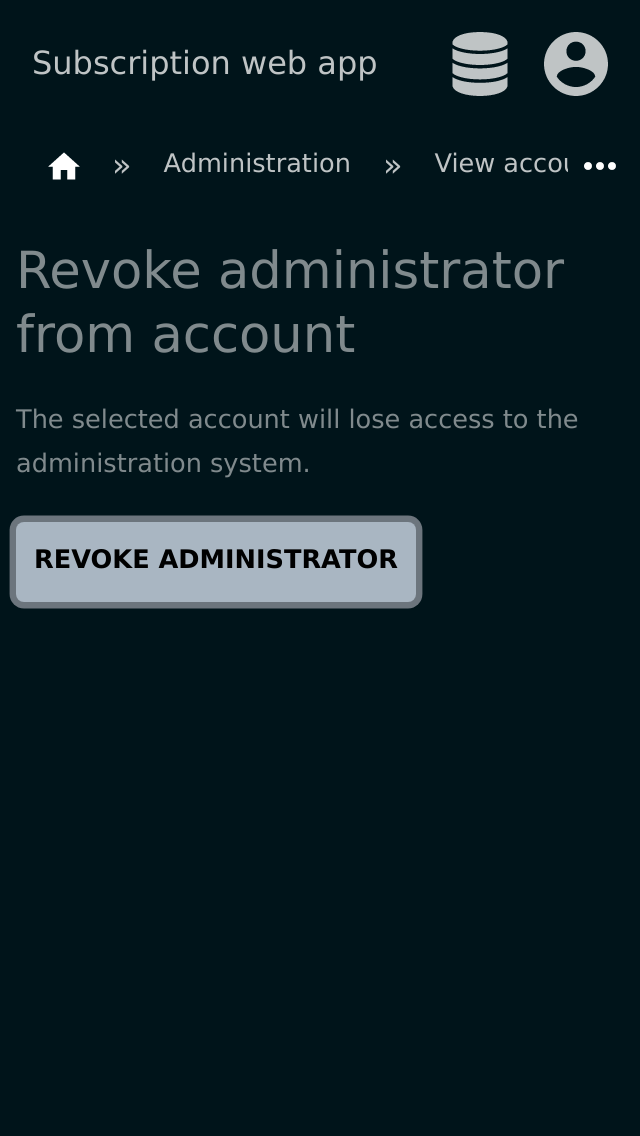 Subscription web app
» Administration » View accou
Revoke administrator
from account
The selected account will lose access to the
administration system.
REVOKE ADMINISTRATOR